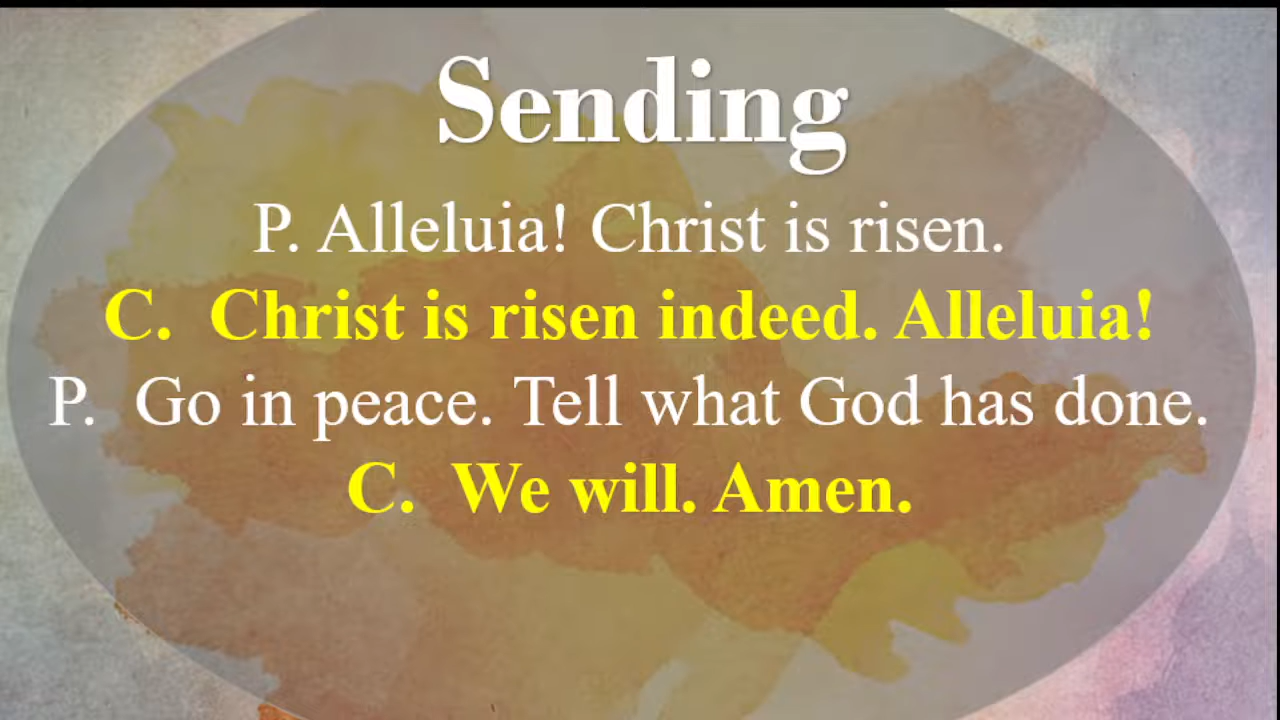 Sending
P. Alleluia! Christ is risen.
C.  Christ is risen indeed. Alleluia!
P.  Go in peace. Tell what God has done.
C.  We will. Amen.